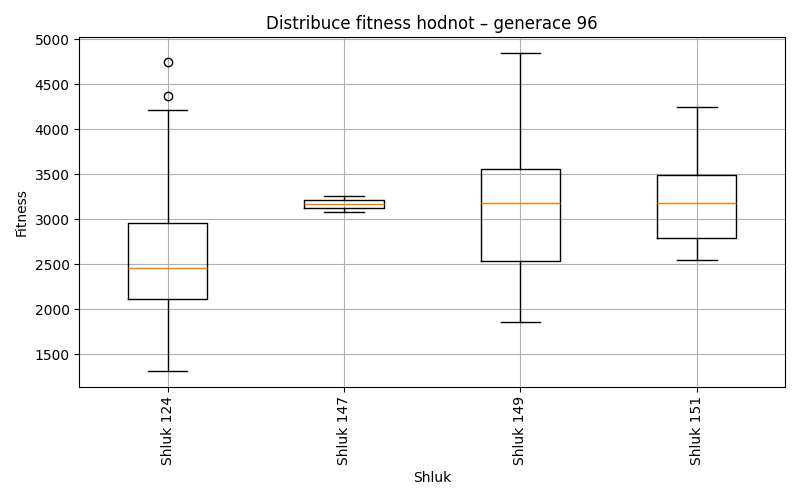 Distribuce fitness hodnot – generace 96
Fitness
5000
4500
4000
3500
3000
2500
2000
1500
Shluk 124
Shluk 147
Shluk 149
Shluk 151
Shluk